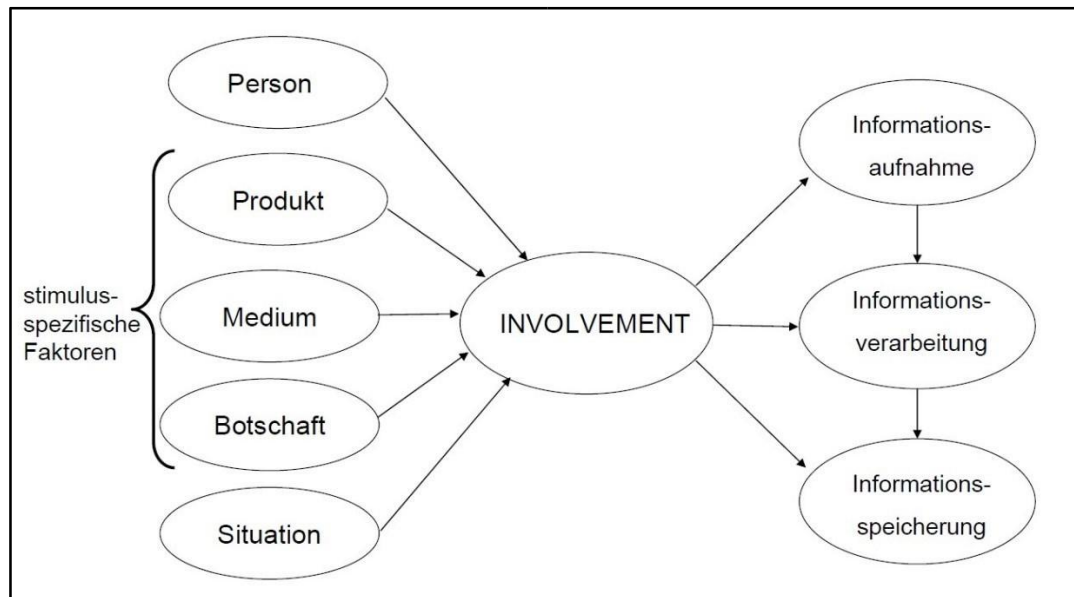 Person
Produkt
Medium
Botschaft
Situation
stimulus-
spezifische
Faktoren
INVOLVEMENT
Informations-
aufnahme
Informations-
verarbeitung
Informations-
speicherung